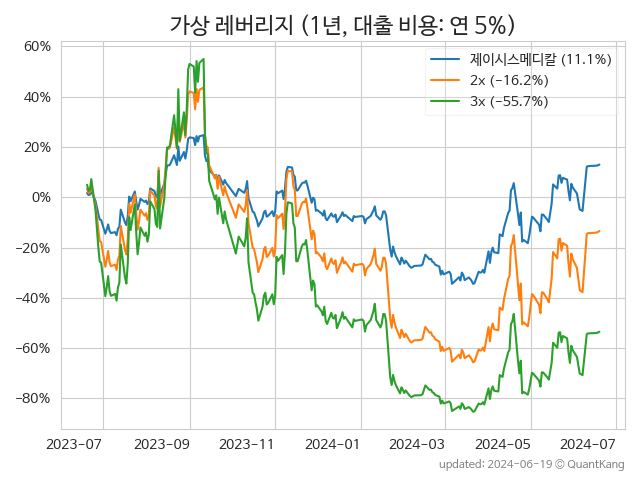 가상 레버리지 (1년, 대출 비용: 연 5%)
60%
40%
20%
0%
−20%
−40%
−60%
−80%
제이시스메디칼 (11.1%)
2x (−16.2%)
3x (−55.7%)
2023-07 2023-09 2023-11 2024-01 2024-03 2024-05 2024-07
updated: 2024-06-19 © QuantKang